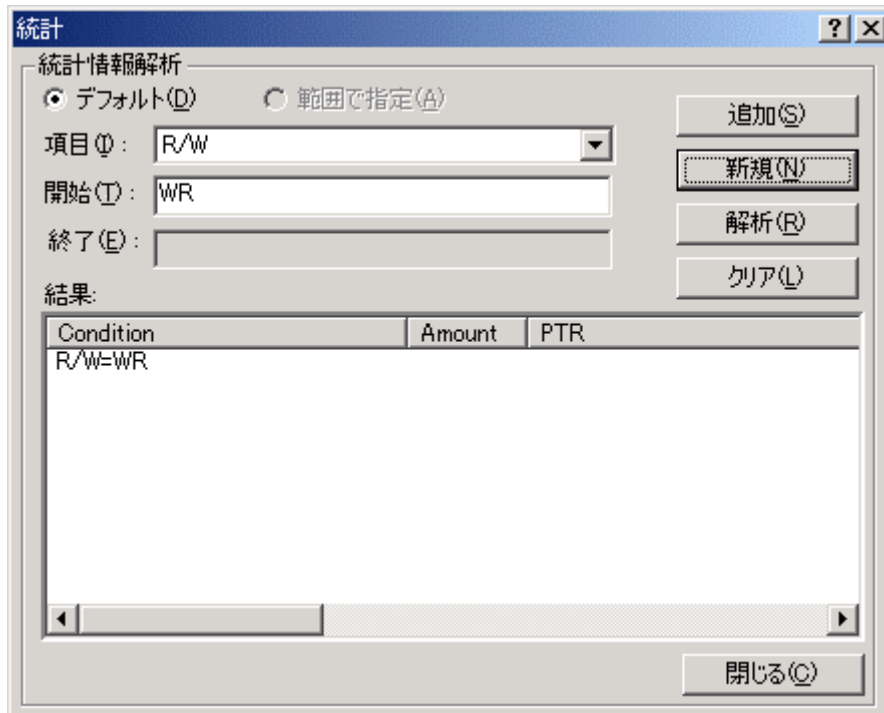 統計
統計情報解析
デフォルト(D) 範囲で指定(A)
追加(S)
項目(I): R/W
新規(N)
開始(T): WR
解析(R)
終了(E):
クリア(L)
結果:
Condition Amount PTR
R/W=WR
閉じる(C)